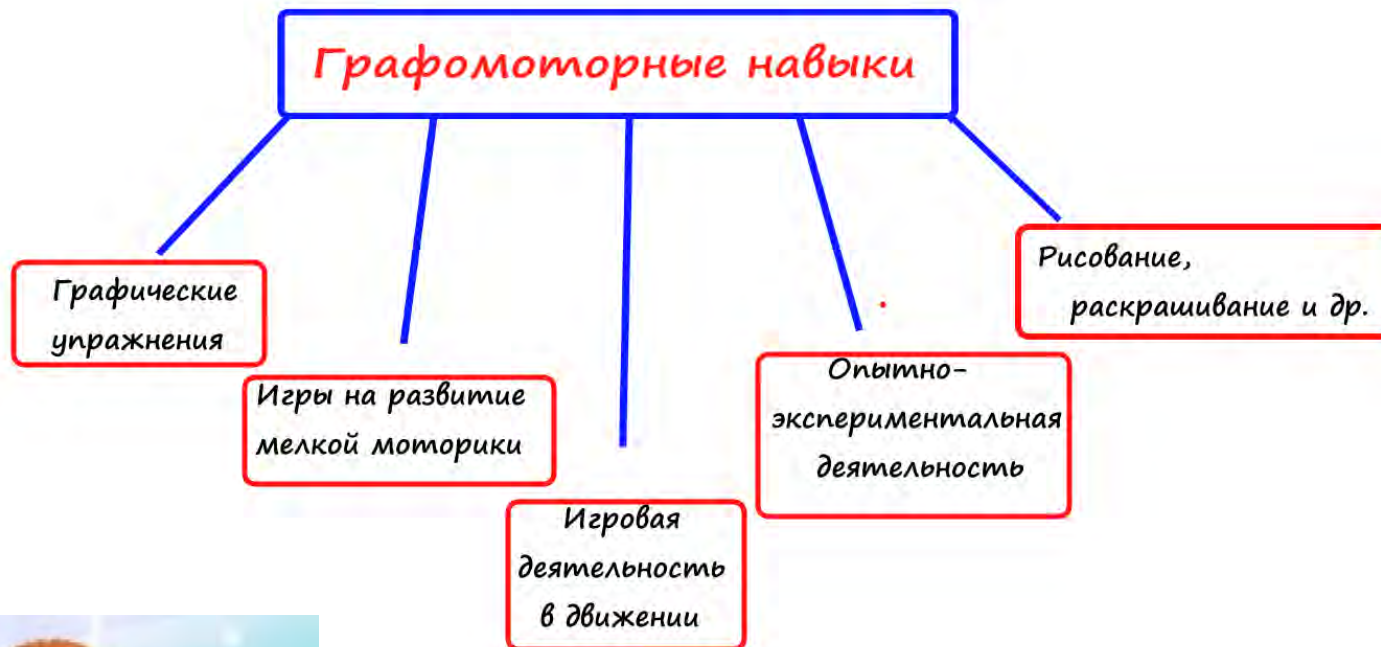 Графомоторные навыки
Графические
упражнения
Игры на развитие
мелкой моторики
Игровая
деятельность
в движении
Опытно-
экспериментальная
деятельность
Рисование,
раскрашивание и др.